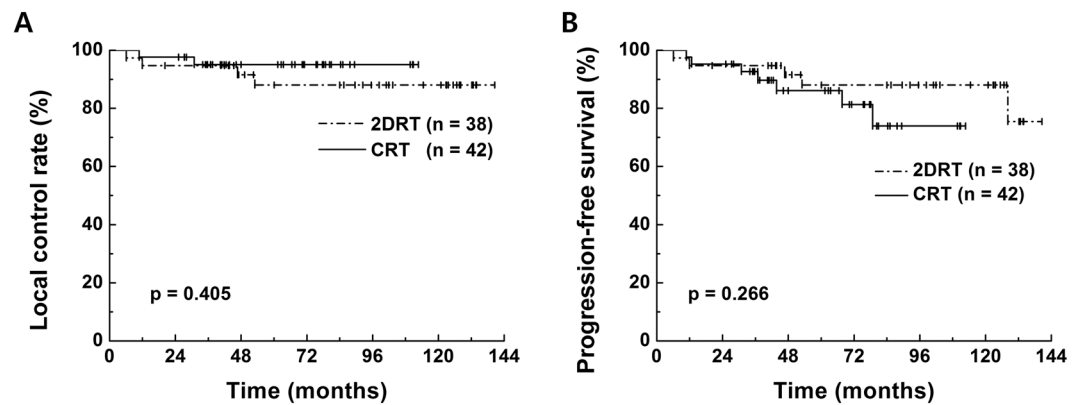 A
Local control rate (%)
100
80
60
40
20
0
2DRT (n = 38)
CRT (n = 42)
p = 0.405
0 24 48 72 96 120 144
Time (months)
B
Progression-free survival (%)
100
80
60
40
20
0
2DRT (n = 38)
CRT (n = 42)
p = 0.266
0 24 48 72 96 120 144
Time (months)